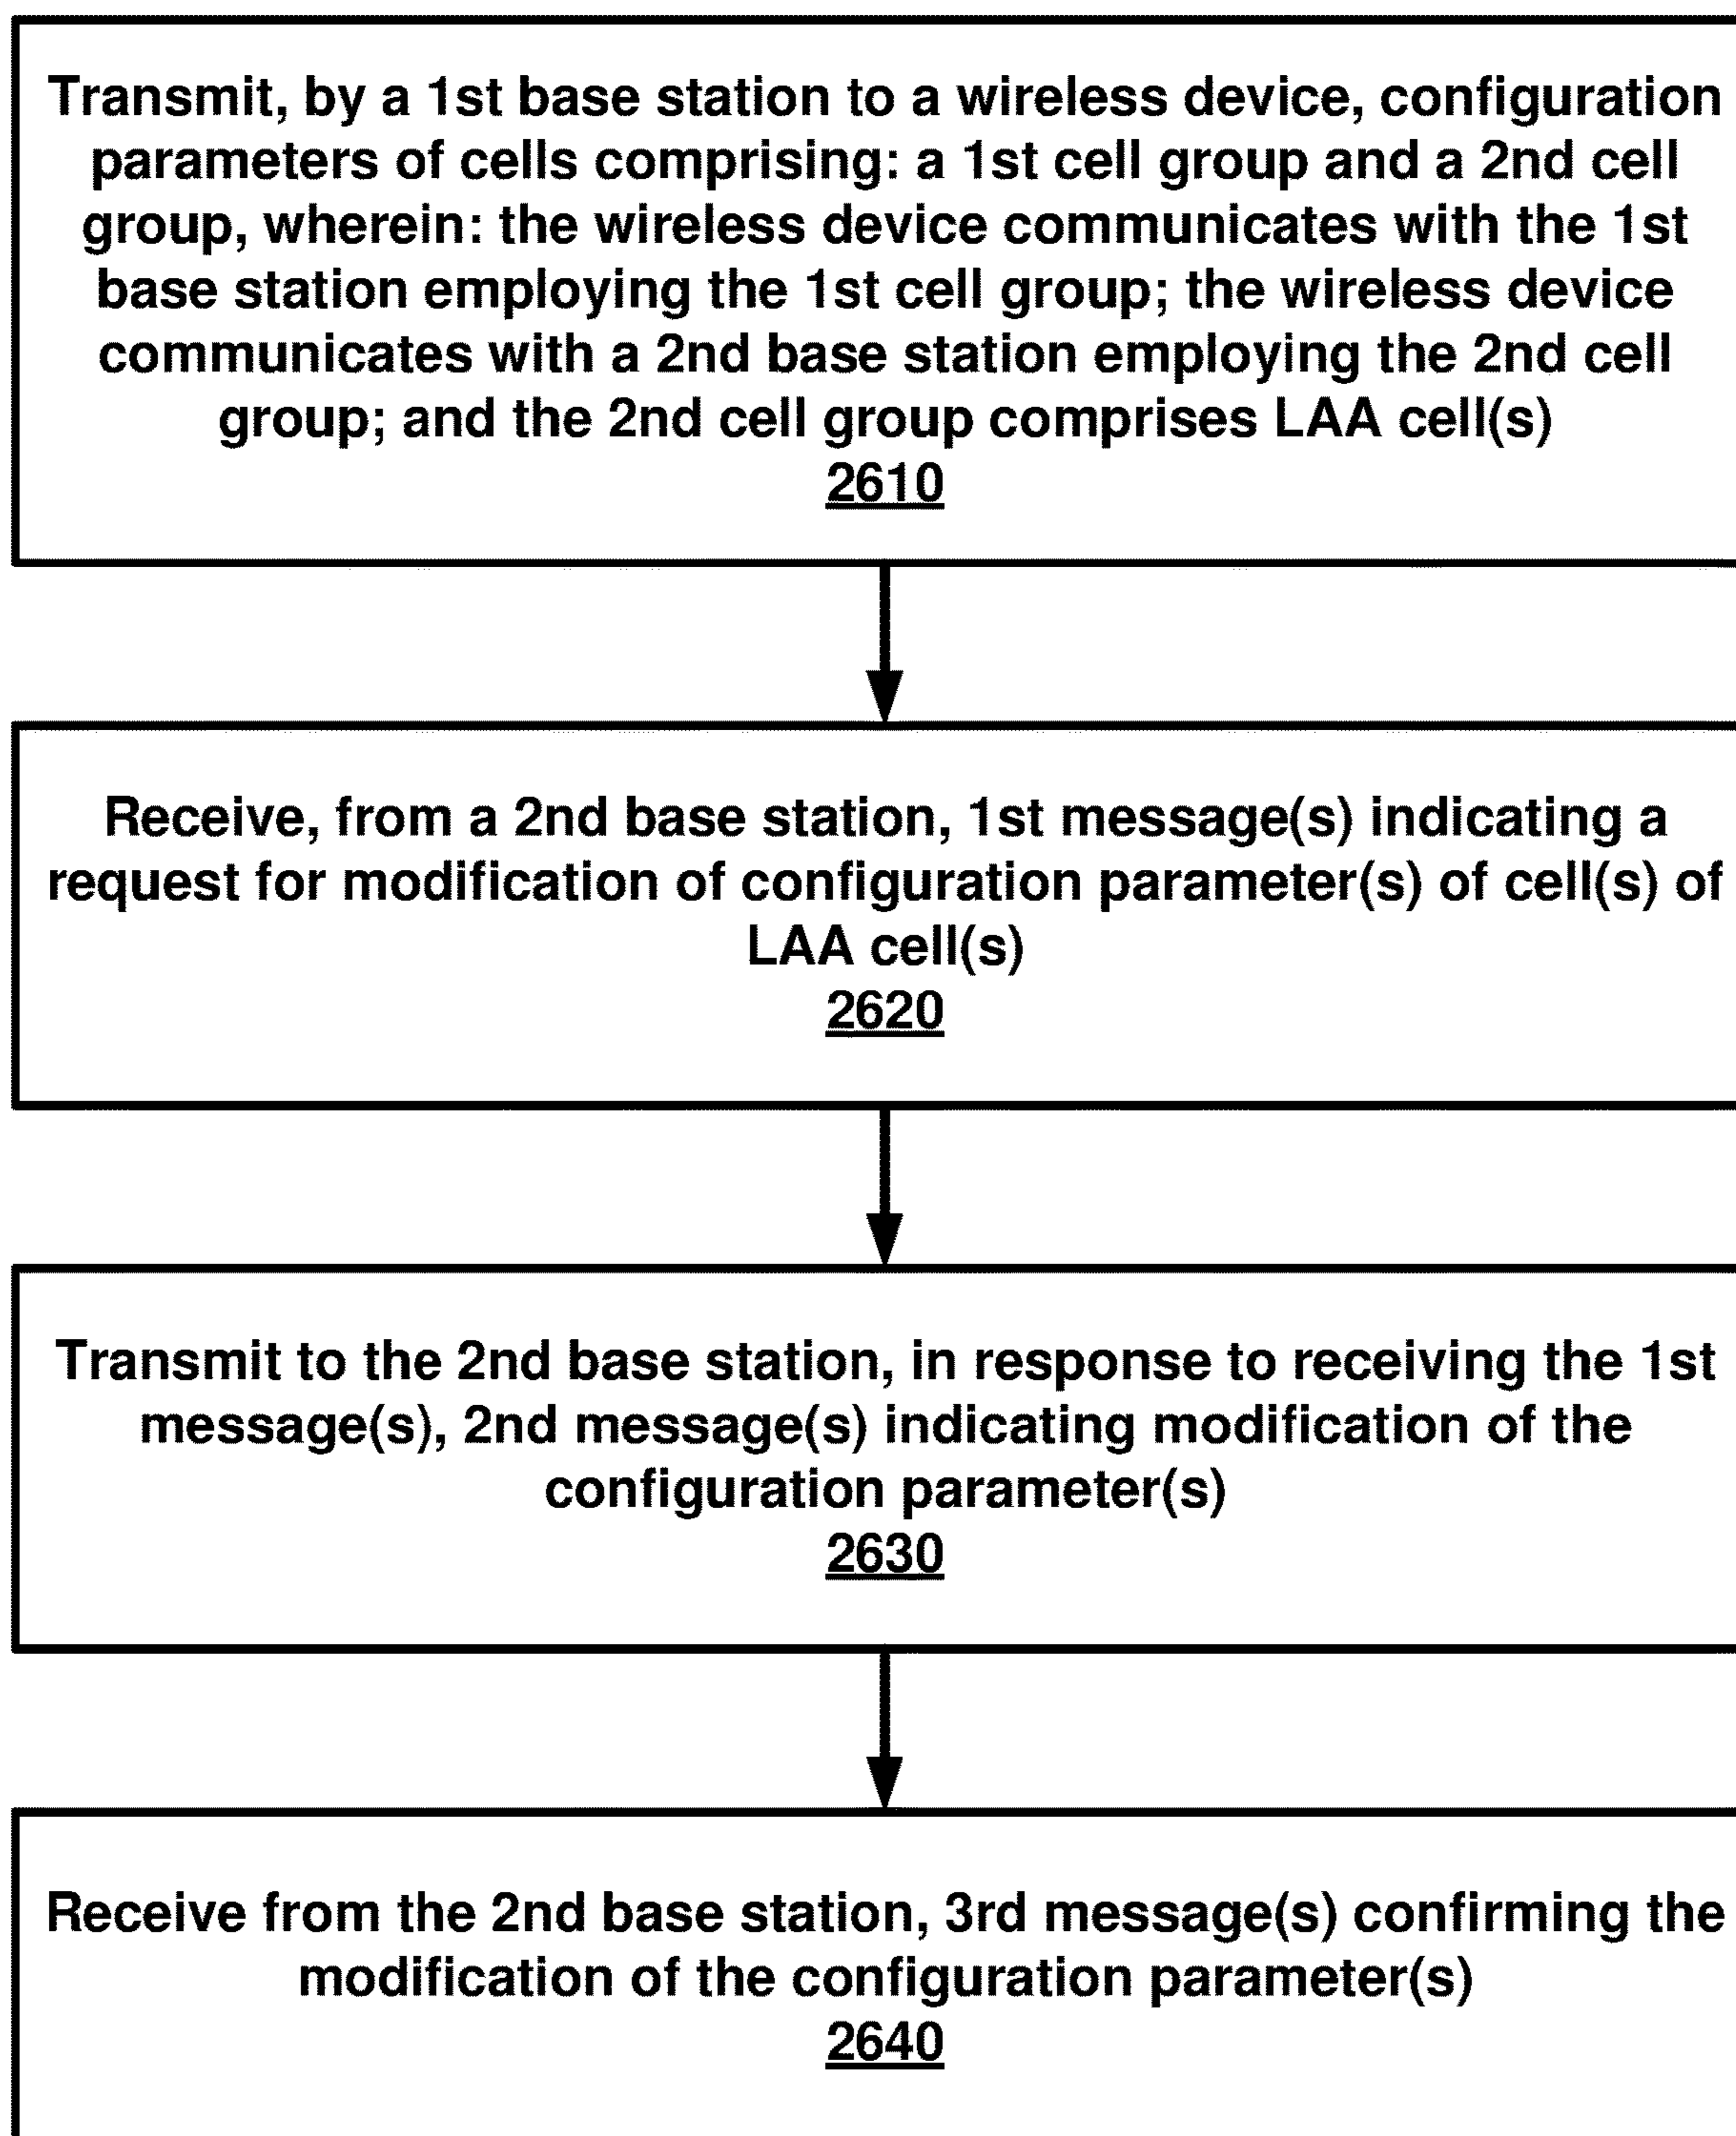 Transmit, by a 1st base station to a wireless device, configuration
parameters of cells comprising: a 1st cell group and a 2nd cell
group, wherein: the wireless device communicates with the 1st
base station employing the 1st cell group; the wireless device
communicates with a 2nd base station employing the 2nd cell
group; and the 2nd cell group comprises LAA cell(s)
2610
Receive, from a 2nd base station, 1st message(s) indicating a
request for modification of configuration parameter(s) of cell(s) of
LAA cell(s)
2620
Transmit to the 2nd base station, in response to receiving the 1st
message(s), 2nd message(s) indicating modification of the
configuration parameter(s)
2630
Receive from the 2nd base station, 3rd message(s) confirming the
modification of the configuration parameter(s)
2640